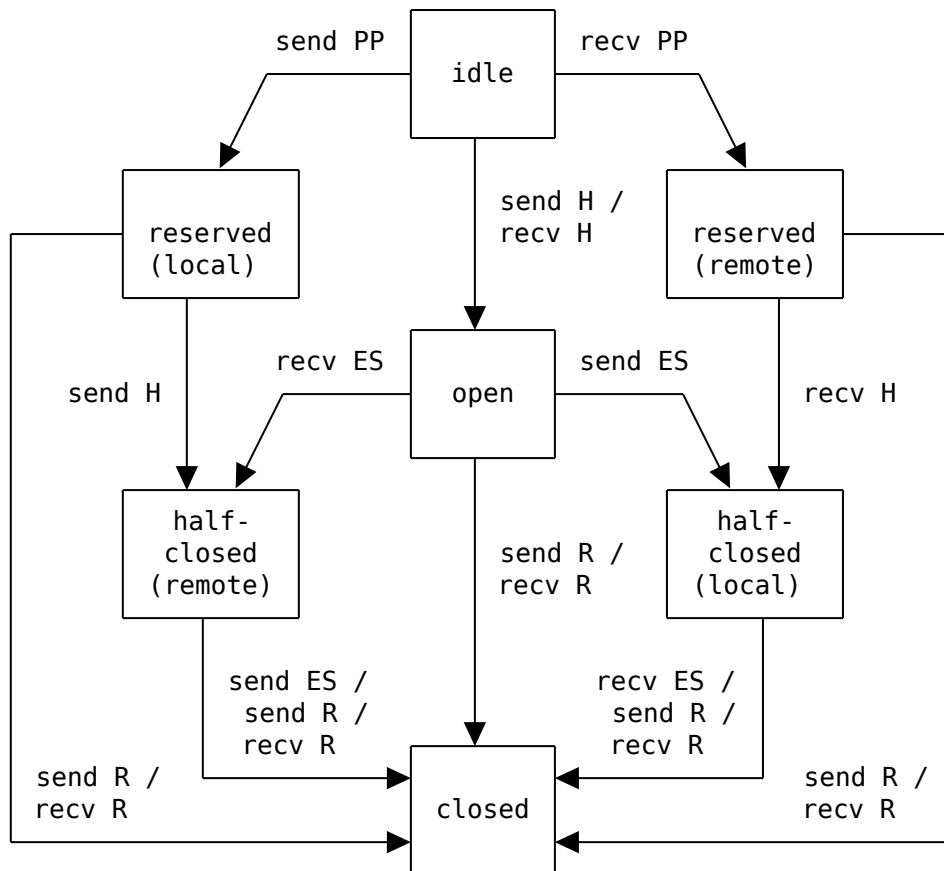 send PP
recv PP
idle
send H /
recv H
reserved
(local)
reserved
(remote)
recv ES
send ES
send H
open
recv H
half-
closed
(remote)
half-
closed
(local)
send R /
recv R
send ES /
send R /
recv R
recv ES /
send R /
recv R
send R /
recv R
closed
send R /
recv R